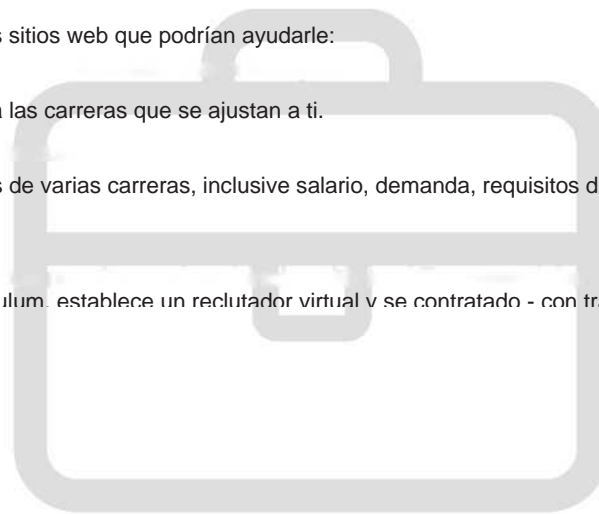 s sitios web que podrían ayudarle:
a las carreras que se ajustan a ti.
s de varias carreras, inclusive salario, demanda, requisitos d
ulum, establece un reclutador virtual y se contratado - con tr